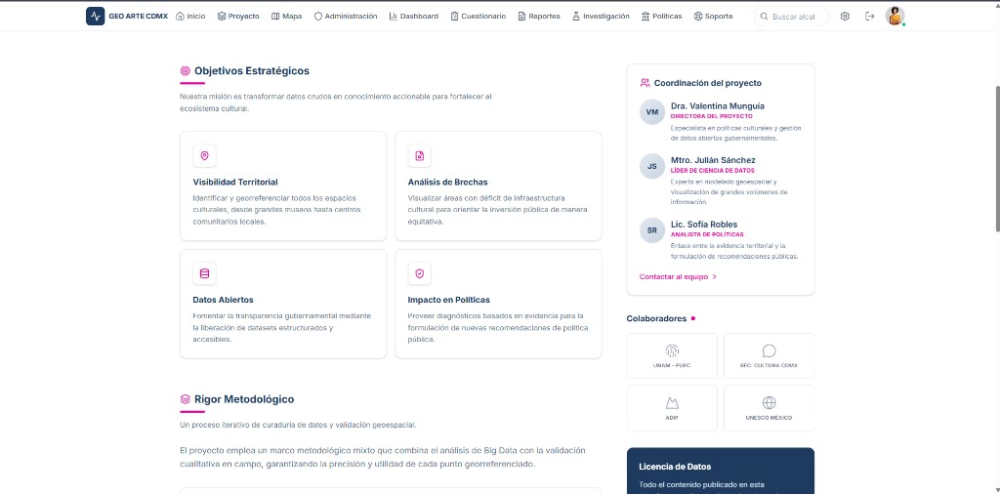 GEO ARTE CDMX
Inicio
Proyecto
Mapa
Administración
Dashboard
Cuestionario
Reportes
Investigación
Políticas
Soporte
Buscar alcal
Objetivos Estratégicos
Nuestra misión es transformar datos crudos en conocimiento accionable para fortalecer el
ecosistema cultural.
Visibilidad Territorial
Identificar y georreferenciar todos los espacios
culturales, desde grandes museos hasta centros
comunitarios locales.
Análisis de Brechas
Visualizar áreas con déficit de infraestructura
cultural para orientar la inversión pública de manera
equitativa.
Datos Abiertos
Fomentar la transparencia gubernamental mediante
la liberación de datasets estructurados y
accesibles.
Impacto en Políticas
Proveer diagnósticos basados en evidencia para la
formulación de nuevas recomendaciones de política
pública.
Rigor Metodológico
Un proceso iterativo de curaduría de datos y validación geoespacial.
El proyecto emplea un marco metodológico mixto que combina el análisis de Big Data con la validación
cualitativa en campo, garantizando la precisión y utilidad de cada punto georreferenciado.
Coordinación del proyecto
VM
Dra. Valentina Munguía
DIRECTORA DEL PROYECTO
Especialista en políticas culturales y gestión
de datos abiertos gubernamentales.
JS
Mtro. Julián Sánchez
LÍDER DE CIENCIA DE DATOS
Experto en modelado geoespacial y
visualización de grandes volúmenes de
información.
SR
Lic. Sofía Robles
ANALISTA DE POLÍTICAS
Enlace entre la evidencia territorial y la
formulación de recomendaciones públicas.
Contactar al equipo
Colaboradores
UNAM - PUEC
SEC. CULTURA CDMX
ADIP
UNESCO MÉXICO
Licencia de Datos
Todo el contenido publicado en esta